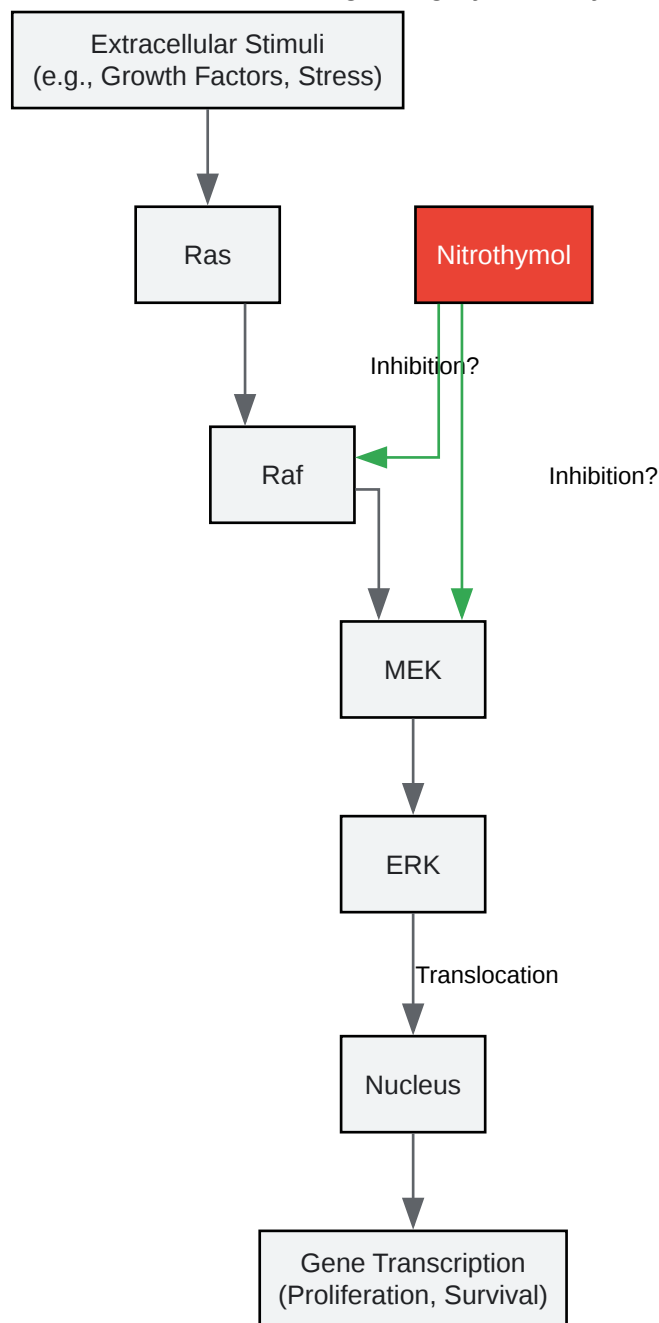 Extracellular Stimuli
(e.g., Growth Factors, Stress)
Ras
Nitrothymol
Inhibition?
Raf
Inhibition?
MEK
ERK
Translocation
Nucleus
Gene Transcription
(Proliferation, Survival)